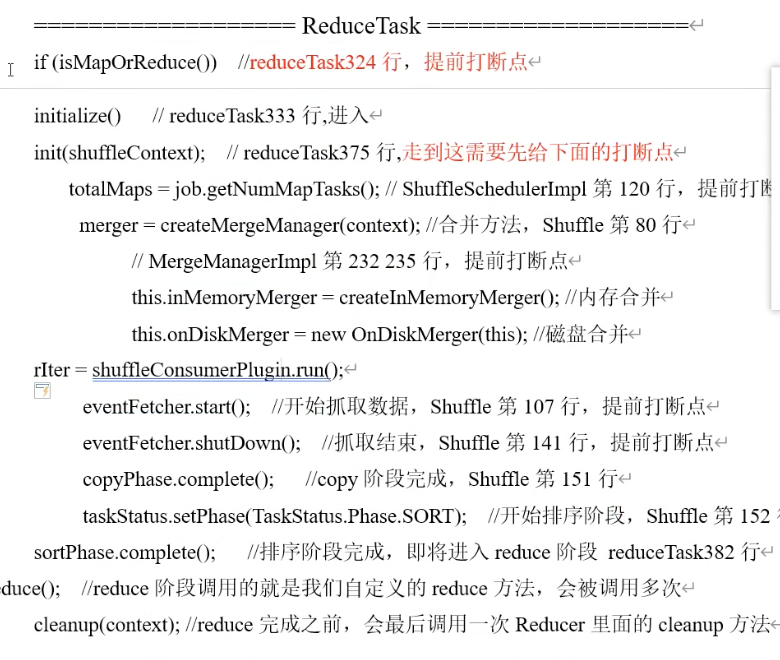 =================== ReduceTask ===================
if (isMapOrReduce())    //reduceTask324 行，提前打断点
initialize()      // reduceTask333 行,进入
init(shuffleContext);    // reduceTask375 行,走到这需要先给下面的打断点
totalMaps = job.getNumMapTasks(); // ShuffleSchedulerImpl 第 120 行，提前打断
merger = createMergeManager(context); //合并方法，Shuffle 第 80 行
// MergeManagerImpl 第 232 235 行，提前打断点
this.inMemoryMerger = createInMemoryMerger(); //内存合并
this.onDiskMerger = new OnDiskMerger(this); //磁盘合并
rIter = shuffleConsumerPlugin.run();
eventFetcher.start();    //开始抓取数据，Shuffle 第 107 行，提前打断点
eventFetcher.shutDown();    //抓取结束，Shuffle 第 141 行，提前打断点
copyPhase.complete();      //copy 阶段完成，Shuffle 第 151 行
taskStatus.setPhase(TaskStatus.Phase.SORT);    //开始排序阶段，Shuffle 第 152
sortPhase.complete();      //排序阶段完成，即将进入 reduce 阶段  reduceTask382 行
educe();    //reduce 阶段调用的就是我们自定义的 reduce 方法，会被调用多次
cleanup(context); //reduce 完成之前，会最后调用一次 Reducer 里面的 cleanup 方法